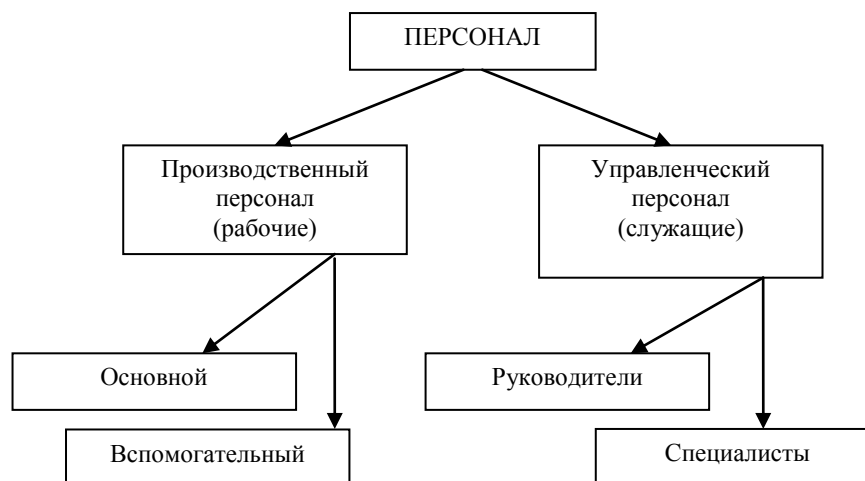 ПЕРСОНАЛ
Производственный
персонал
(рабочие)
Управленческий
персонал
(служащие)
Основной
Руководители
Вспомогательный
Специалисты